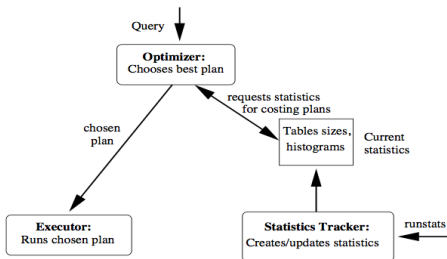 Query
Optimizer:
Chooses best plan
requests statistics
for costing plans
chosen
plan
Tables sizes,
histograms
Current
statistics
Executor:
Runs chosen plan
Statistics Tracker:
Creates/updates statistics
runstats